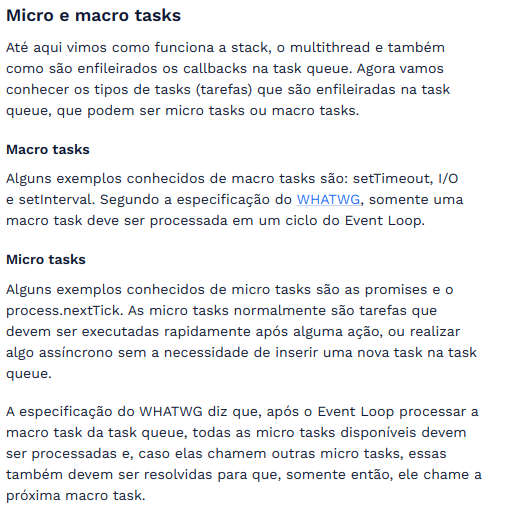 Micro e macro tasks
Até aqui vimos como funciona a stack, o multithread e também
como são enfileirados os callbacks na task queue. Agora vamos
conhecer os tipos de tasks (tarefas) que são enfileiradas na task
queue, que podem ser micro tasks ou macro tasks.
Macro tasks
Alguns exemplos conhecidos de macro tasks são: setTimeout, I/O
e setInterval. Segundo a especificação do WHATWG, somente uma
macro task deve ser processada em um ciclo do Event Loop.
Micro tasks
Alguns exemplos conhecidos de micro tasks são as promises e o
process.nextTick. As micro tasks normalmente são tarefas que
devem ser executadas rapidamente após alguma ação, ou realizar
algo assíncrono sem a necessidade de inserir uma nova task na task
queue.
A especificação do WHATWG diz que, após o Event Loop processar a
macro task da task queue, todas as micro tasks disponíveis devem
ser processadas e, caso elas chamem outras micro tasks, essas
também devem ser resolvidas para que, somente então, ele chame a
próxima macro task.